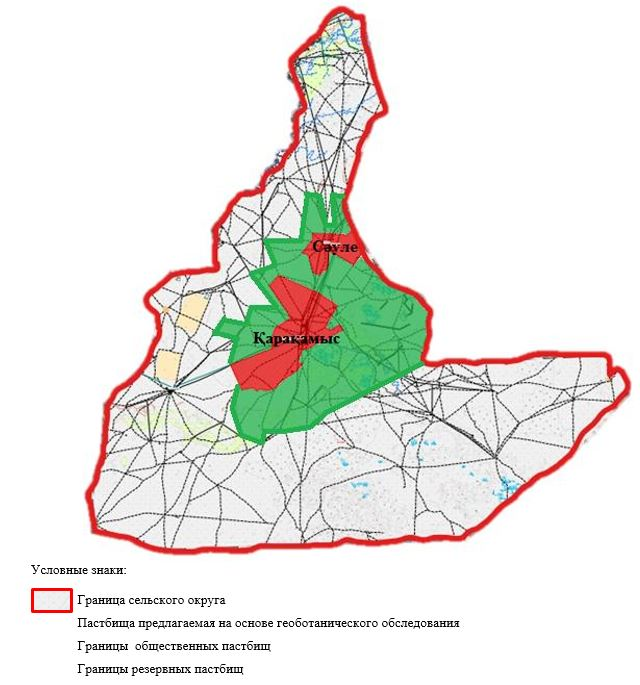 Сәуле
Қарақамыс
Условные знаки:
Граница сельского округа
Пастбища предлагаемая на основе геоботанического обследования
Границы общественных пастбищ
Границы резервных пастбищ